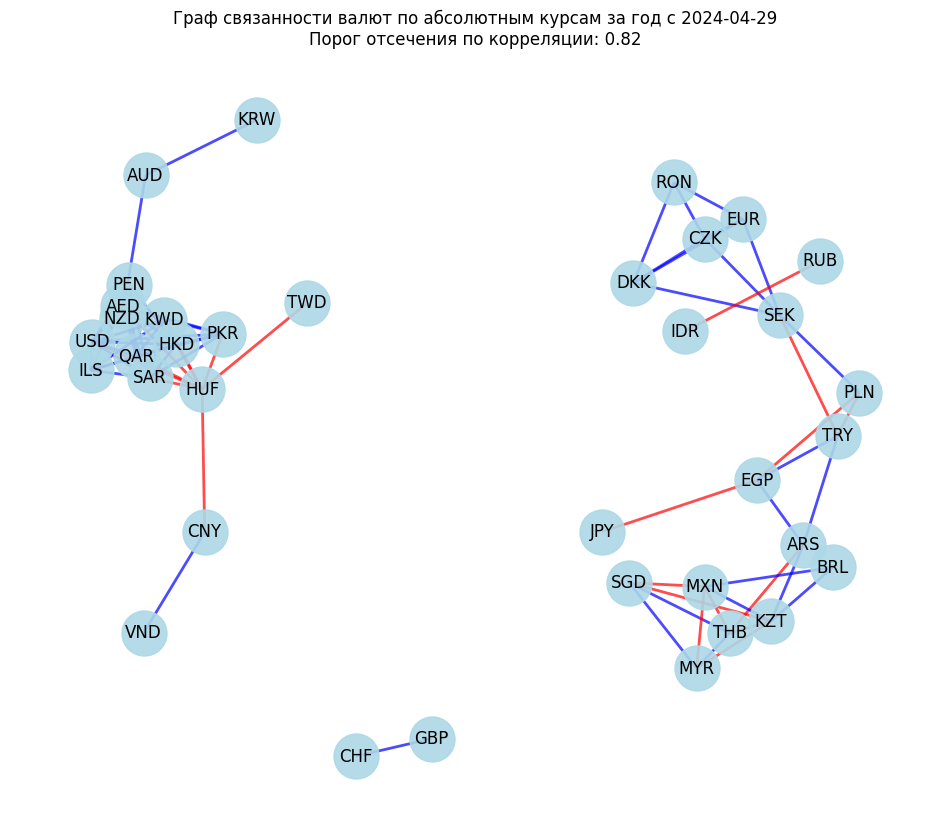 Граф связанности валют по абсолютным курсам за год с 2024-04-29
Порог отсечения по корреляции: 0.82
KRW
AUD
RON
EUR
CZK
RUB
DKK
PEN
AED
TWD
SEK
NZD
KWD
IDR
PKR
USD
HKD
QAR
ILS
SAR
HUF
PLN
TRY
EGP
CNY
JPY
ARS
BRL
SGD
MXN
KZT
VND
THB
MYR
GBP
CHF